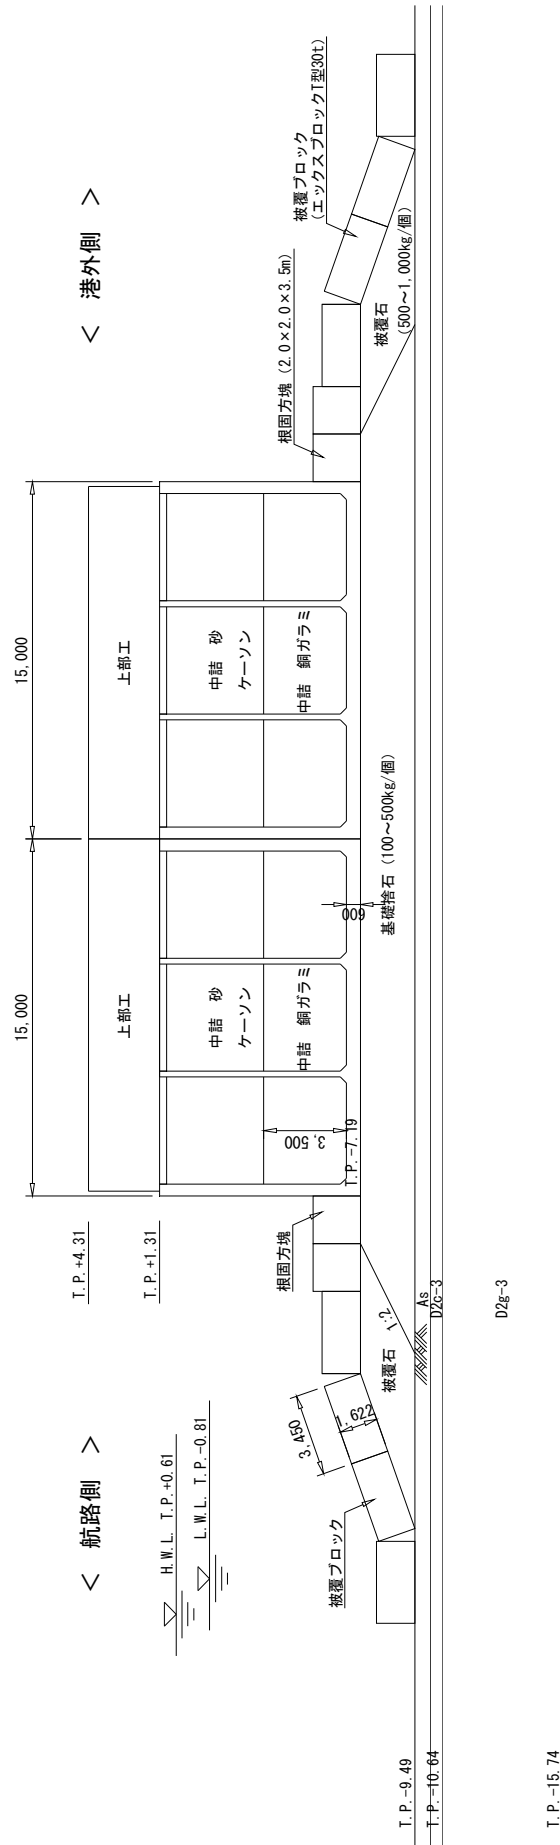 ＜ 航路側 ＞
＜ 港外側 ＞
15,000
15,000
T.P.+4.31
T.P.+1.31
H.W.L. T.P.+0.61
L.W.L. T.P.-0.81
上部工
上部工
中詰 砂
ケーソン
中詰 銅ガラミ
中詰 砂
ケーソン
中詰 銅ガラミ
3,500
T.P.-7.19
600
基礎捨石 (100～500kg/個)
根固方塊
根固方塊 (2.0×2.0×3.5m)
被覆ブロック
(エックスブロックT型30t)
被覆石
(500～1,000kg/個)
3,450
1,622
被覆ブロック
被覆石
1:2
As
D2c-3
D2g-3
T.P.-9.49
T.P.-10.64
T.P.-15.74